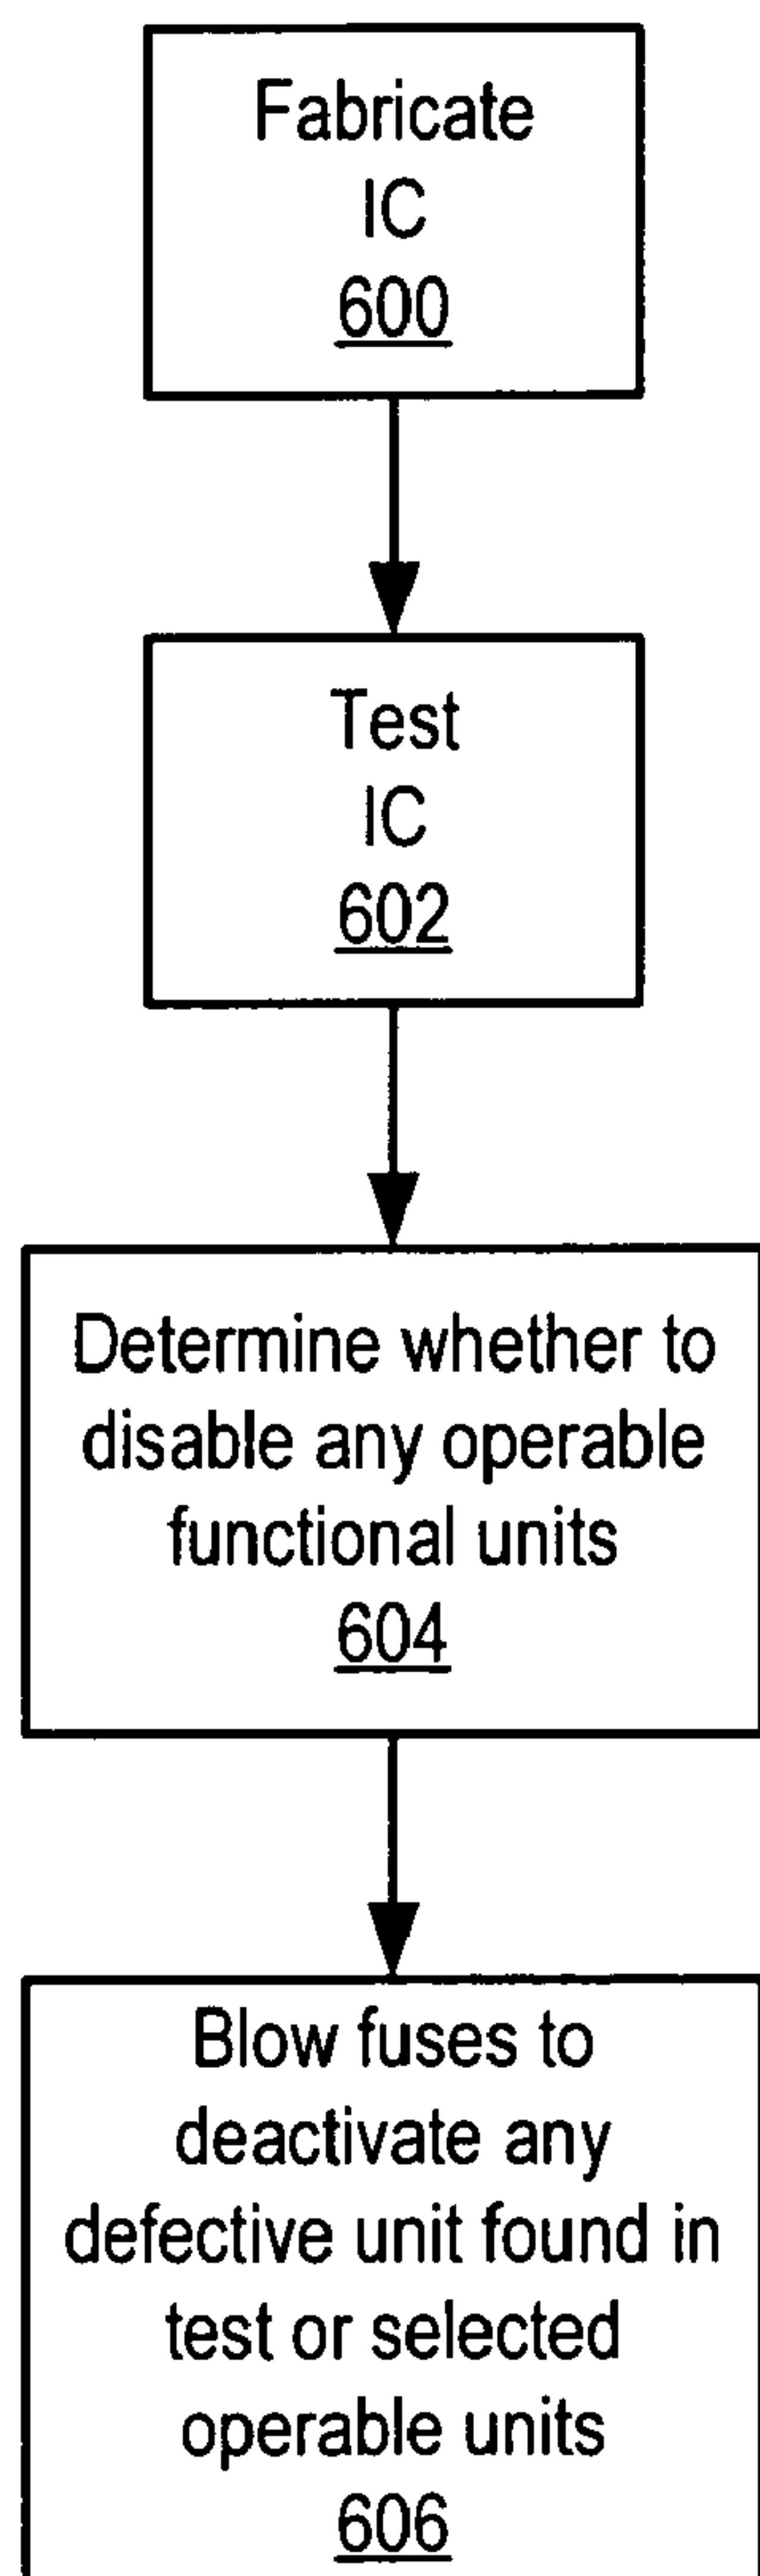 Fabricate
IC
600
Test
IC
602
Determine whether to
disable any operable
functional units
604
Blow fuses to
deactivate any
defective unit found in
test or selected
operable units
606